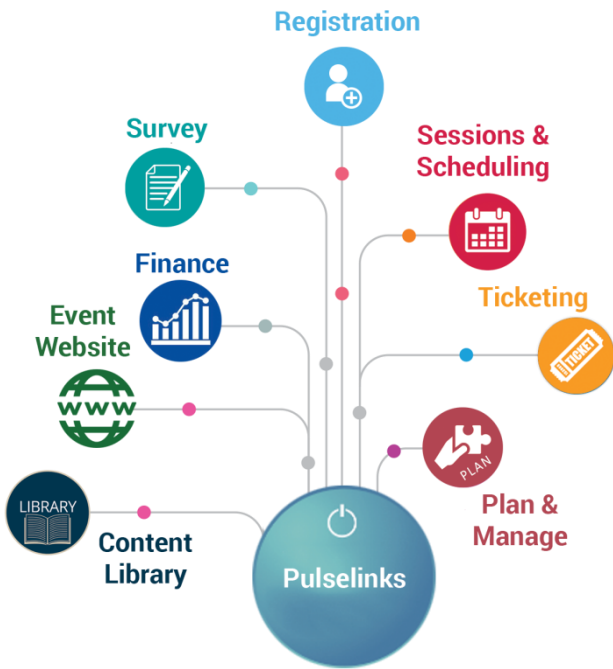 Registration
Survey
Sessions &
Scheduling
Finance
Ticketing
Event
Website
TICKET
www
PLAN
LIBRARY
Plan &
Manage
Content
Library
Pulselinks